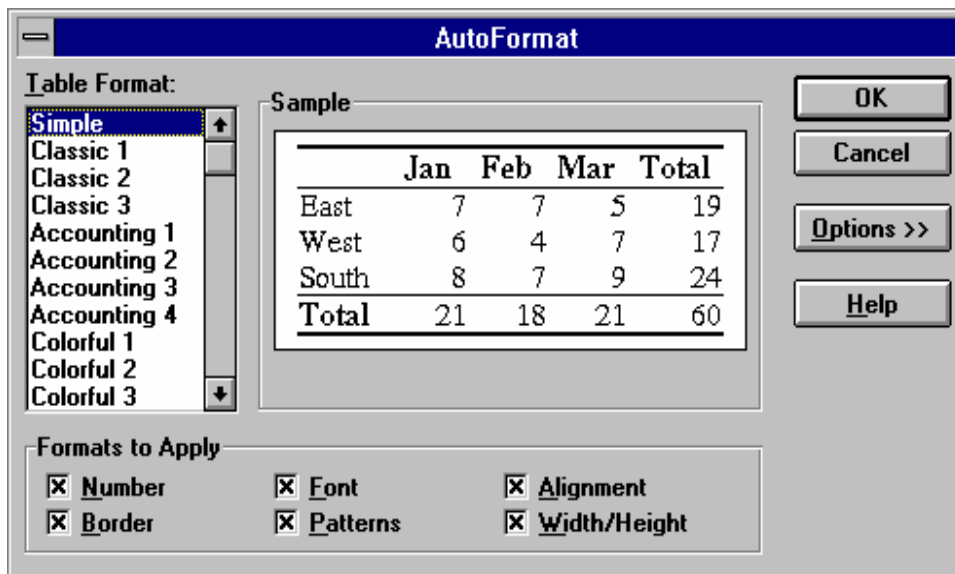 AutoFormat
Table Format:
Simple
Classic 1
Classic 2
Classic 3
Accounting 1
Accounting 2
Accounting 3
Accounting 4
Colorful 1
Colorful 2
Colorful 3
Sample
Jan Feb Mar Total
East 7 7 5 19
West 6 4 7 17
South 8 7 9 24
Total 21 18 21 60
OK
Cancel
Options >>
Help
Formats to Apply
Number Font Alignment
Border Patterns Width/Height